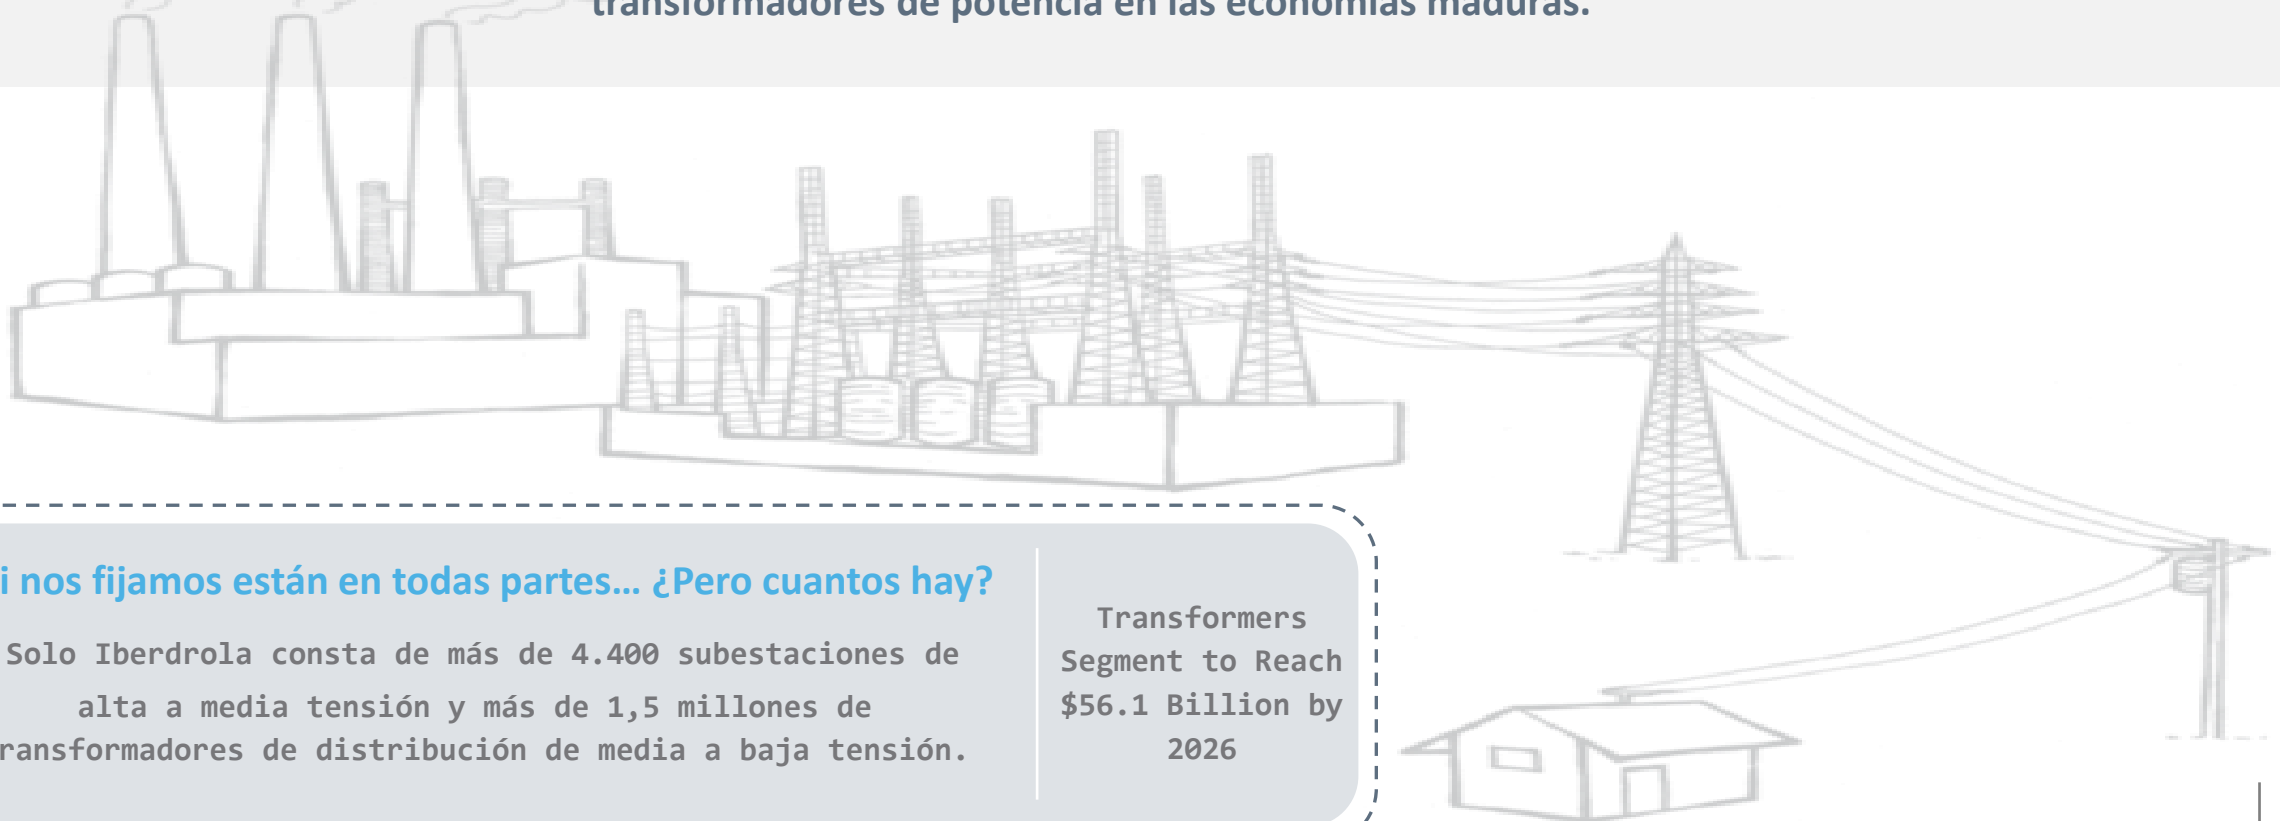 transformadores de potencia en las economías maduras.
i nos fijamos están en todas partes… ¿Pero cuantos hay?
Solo Iberdrola consta de más de 4.400 subestaciones de
alta a media tensión y más de 1,5 millones de
ransformadores de distribución de media a baja tensión.
Transformers
Segment to Reach
$56.1 Billion by
2026